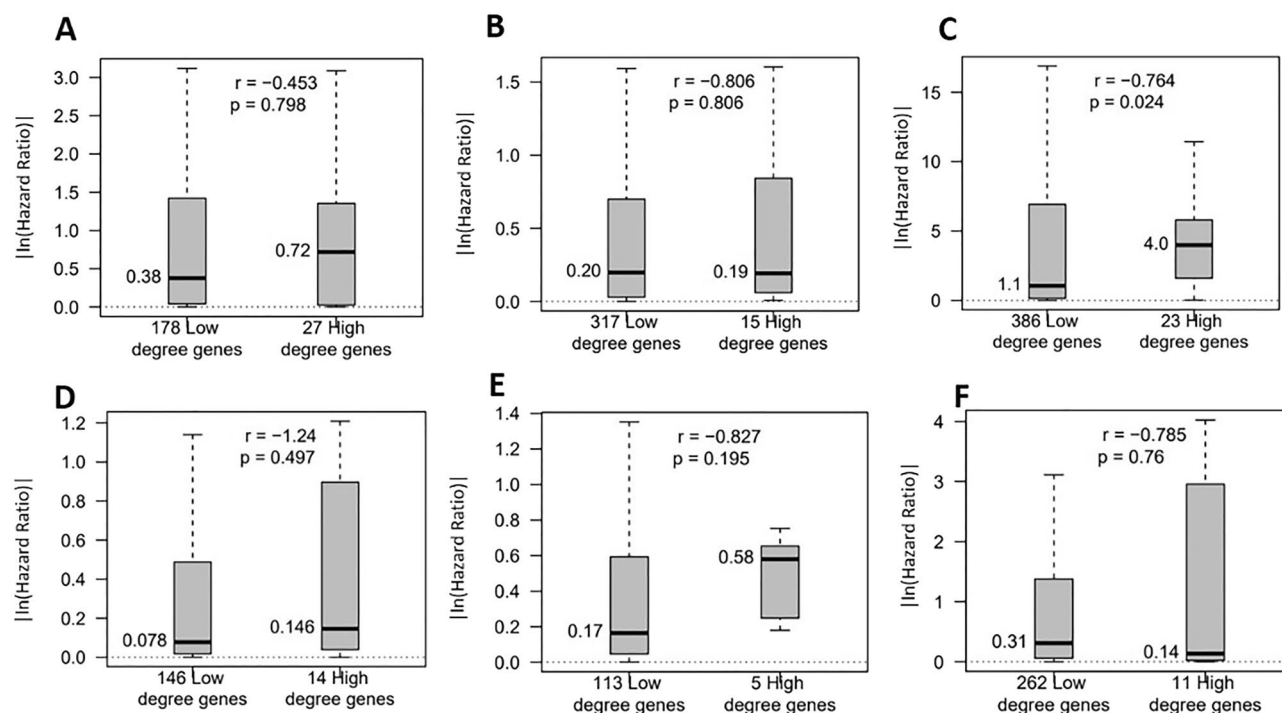 A
|ln(Hazard Ratio)|
3.0
2.5
2.0
1.5
1.0
0.5
0.0
r = −0.453
p = 0.798
0.38
0.72
178 Low
degree genes
27 High
degree genes
B
|ln(Hazard Ratio)|
1.5
1.0
0.5
0.0
r = −0.806
p = 0.806
0.20
0.19
317 Low
degree genes
15 High
degree genes
C
|ln(Hazard Ratio)|
15
10
5
0
r = −0.764
p = 0.024
1.1
4.0
386 Low
degree genes
23 High
degree genes
D
|ln(Hazard Ratio)|
1.2
1.0
0.8
0.6
0.4
0.2
0.0
r = −1.24
p = 0.497
0.078
0.146
146 Low
degree genes
14 High
degree genes
E
|ln(Hazard Ratio)|
1.4
1.2
1.0
0.8
0.6
0.4
0.2
0.0
r = −0.827
p = 0.195
0.17
0.58
113 Low
degree genes
5 High
degree genes
F
|ln(Hazard Ratio)|
4
3
2
1
0
r = −0.785
p = 0.76
0.31
0.14
262 Low
degree genes
11 High
degree genes